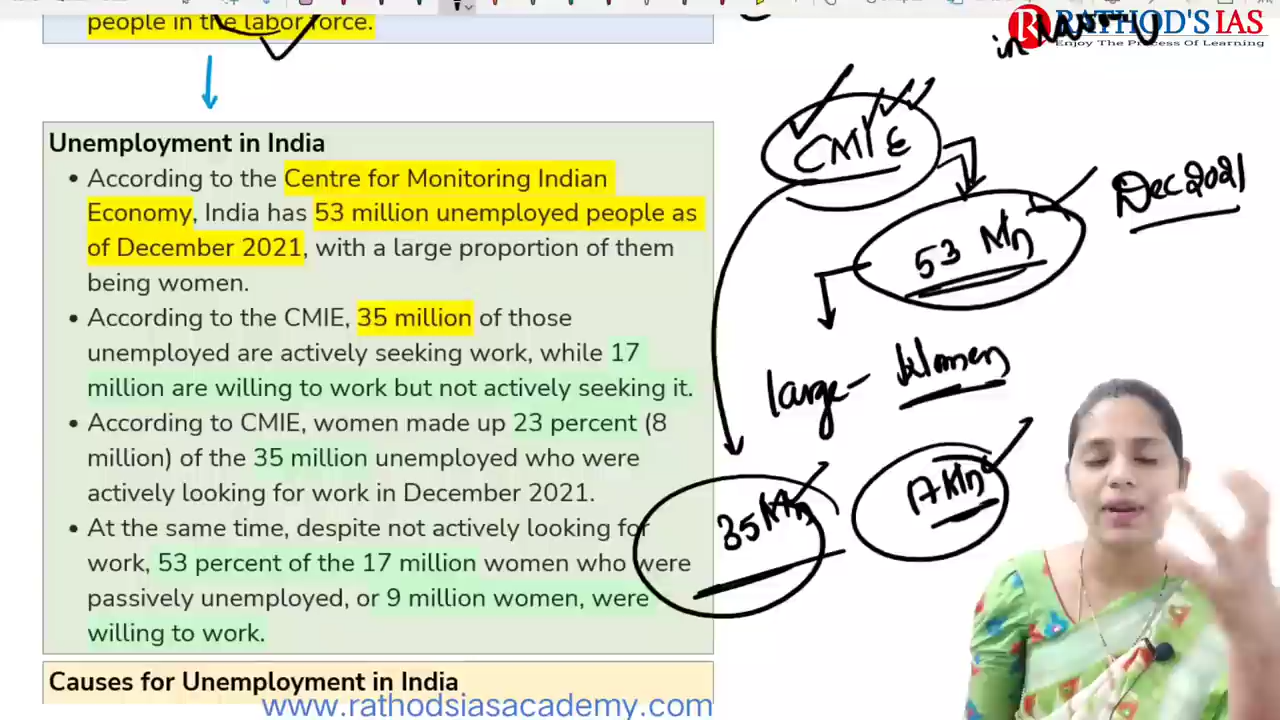 people in the labor force.
RATHOD'S IAS
Enjoy The Process Of Learning
in
Unemployment in India
• According to the Centre for Monitoring Indian
Economy, India has 53 million unemployed people as
of December 2021, with a large proportion of them
being women.
• According to the CMIE, 35 million of those
unemployed are actively seeking work, while 17
million are willing to work but not actively seeking it.
• According to CMIE, women made up 23 percent (8
million) of the 35 million unemployed who were
actively looking for work in December 2021.
• At the same time, despite not actively looking for
work, 53 percent of the 17 million women who were
passively unemployed, or 9 million women, were
willing to work.
Causes for Unemployment in India
www.rathodsiasacademy.com
CMIE
Dec 2021
53 Mn
large - Women
35 Mn
17 Mn